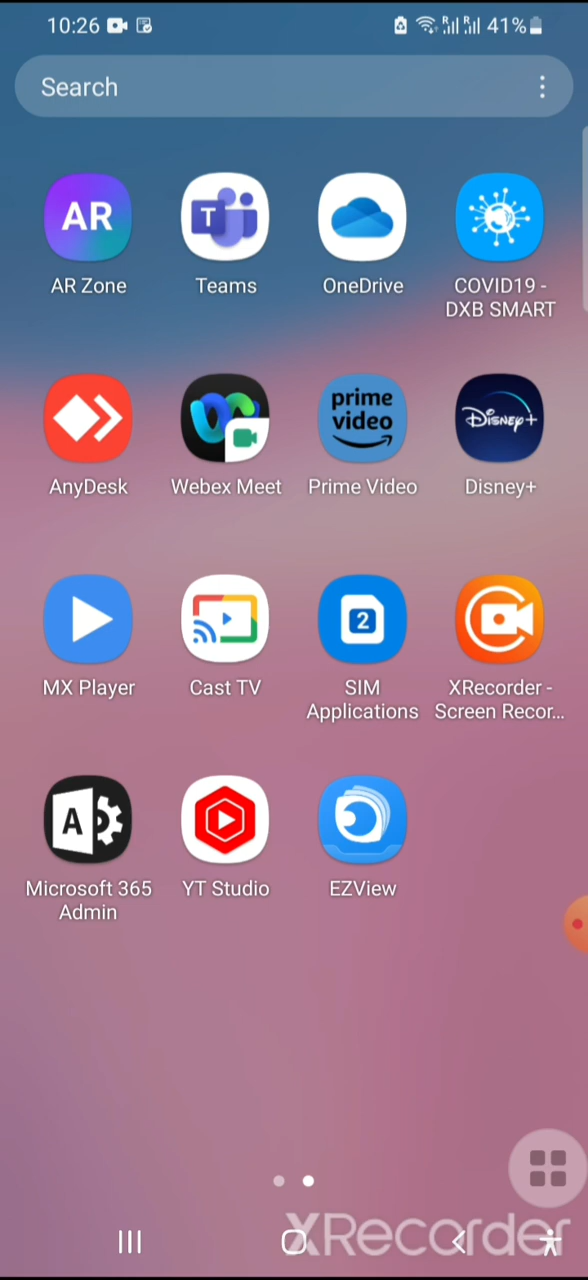 10:26
R R 41%
Search
AR
T
AR Zone
Teams
OneDrive
COVID19 -
DXB SMART
prime
video
Disney+
AnyDesk
Webex Meet
Prime Video
Disney+
2
MX Player
Cast TV
SIM
Applications
XRecorder -
Screen Recor...
A
Microsoft 365
Admin
YT Studio
EZView
XRecorder